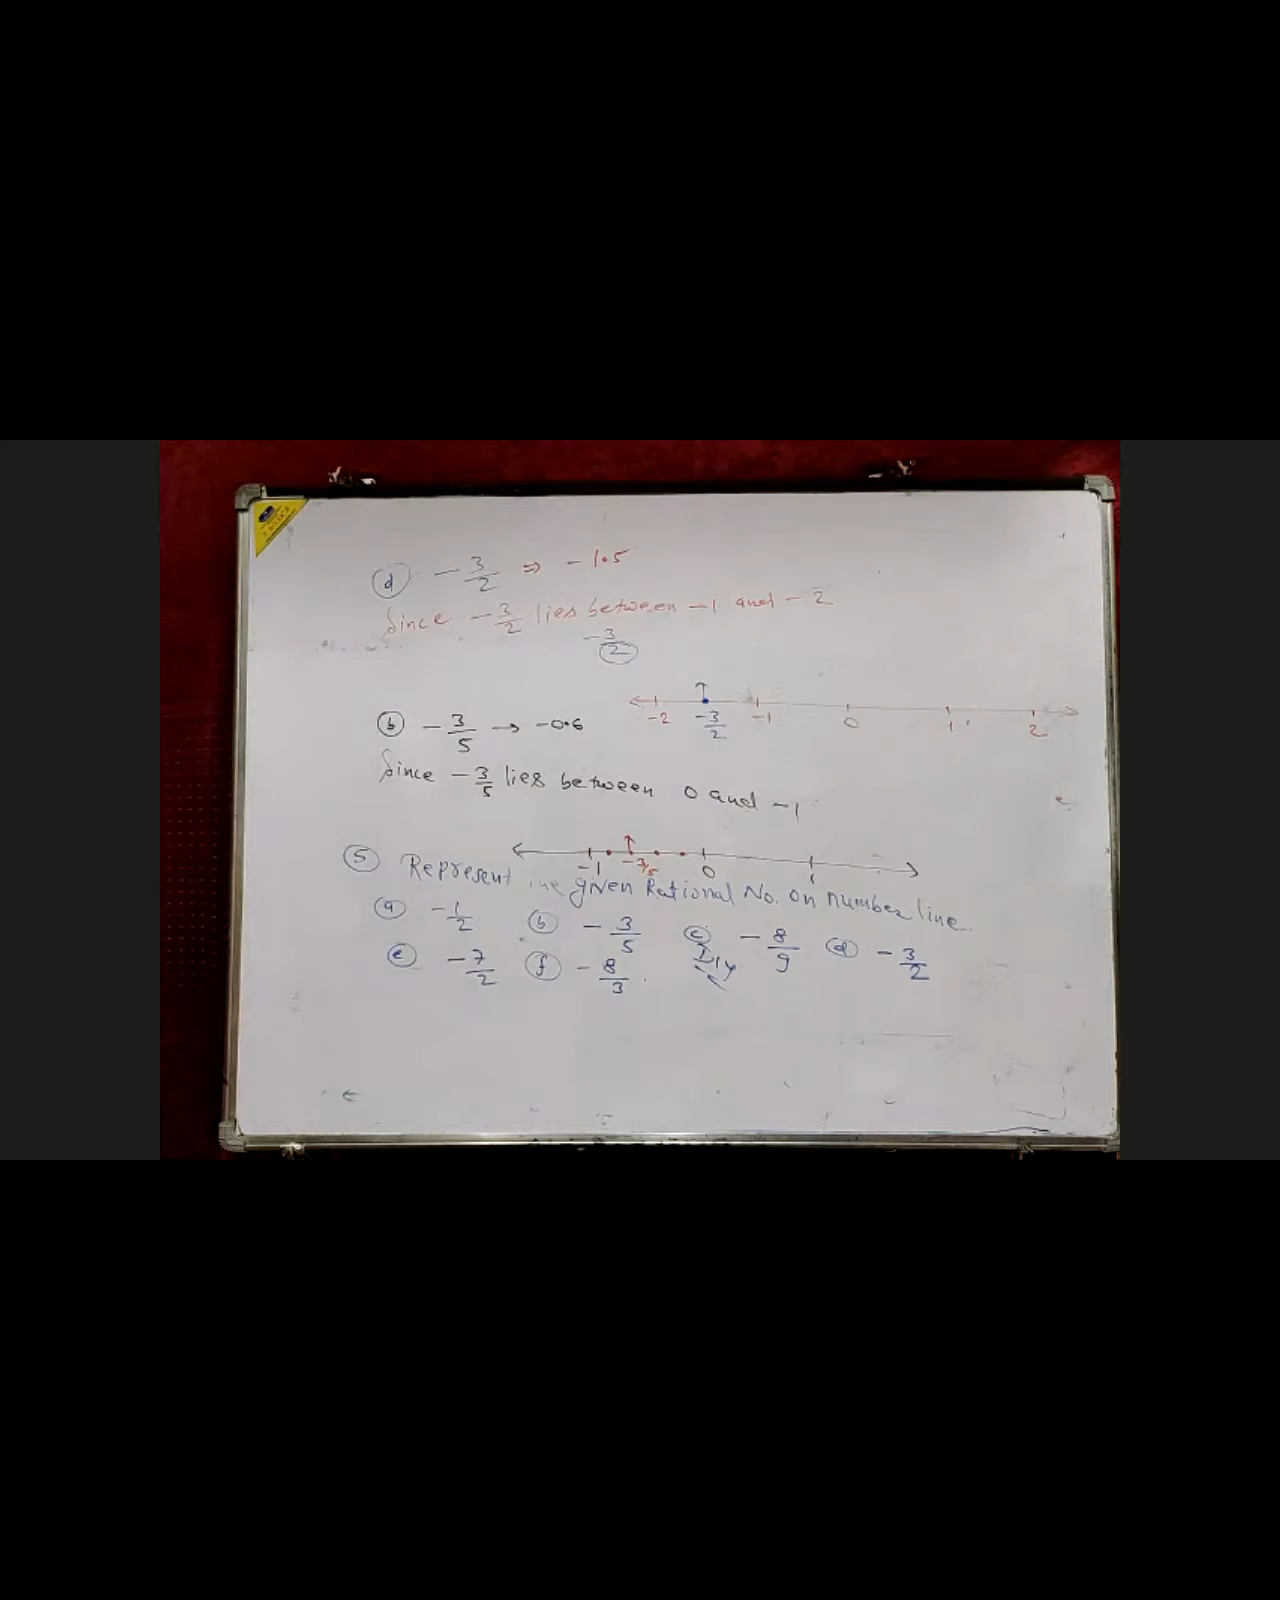 (d) -3/2 ⇒ -1.5
Since -3/2 lies between -1 and -2
-3/2
-2 -3/2 -1 0 1 2
(b) -3/5 → -0.6
Since -3/5 lies between 0 and -1
-1 -3/5 0 1
(5) Represent the given Rational No. on number line.
(a) -1/2 (b) -3/5 (c) -8/9 (d) -3/2
(e) -7/2 (f) -8/3